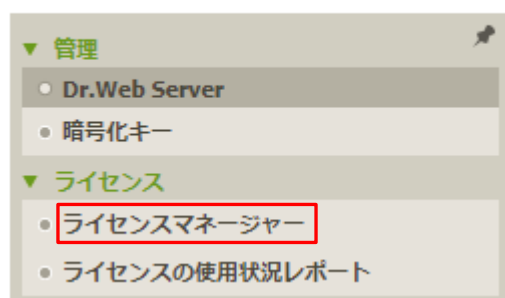 管理
Dr.Web Server
暗号化キー
ライセンス
ライセンスマネージャー
ライセンスの使用状況レポート